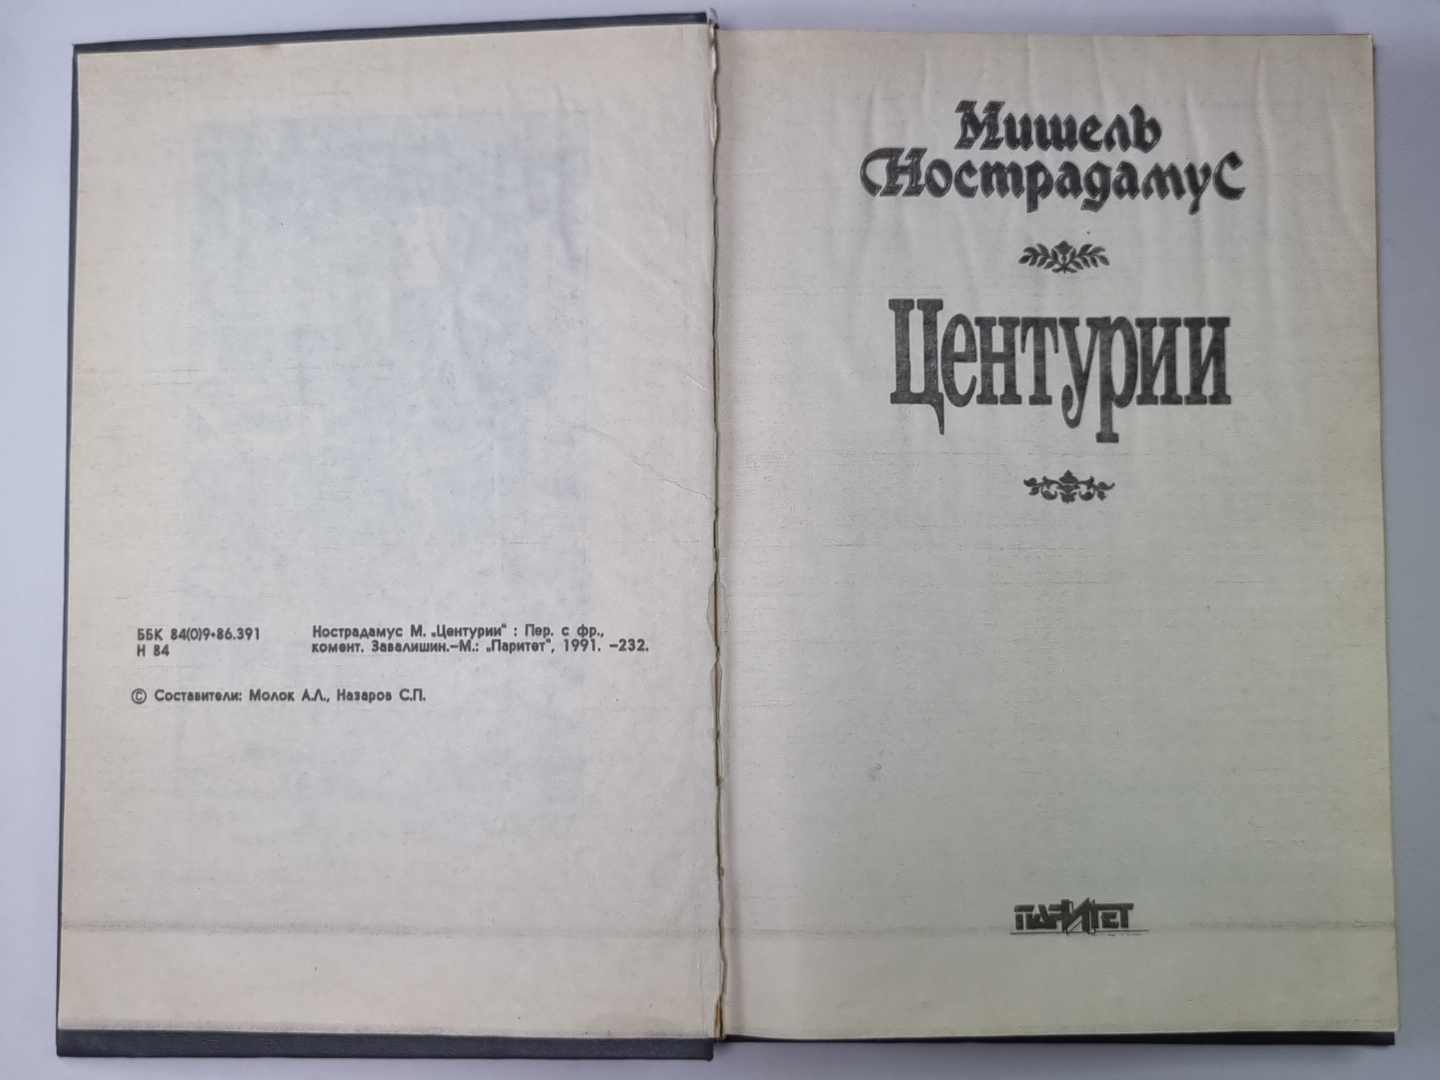 ББК 84(0)9+86.391
Н 84
Нострадамус М. „Центурии" : Пер. с фр.,
комент. Завалишин.–М.: „Паритет", 1991. –232.
© Составители: Молок А.Л., Назаров С.П.
Мишель
Нострадамус
Центурии
ПАРИТЕТ